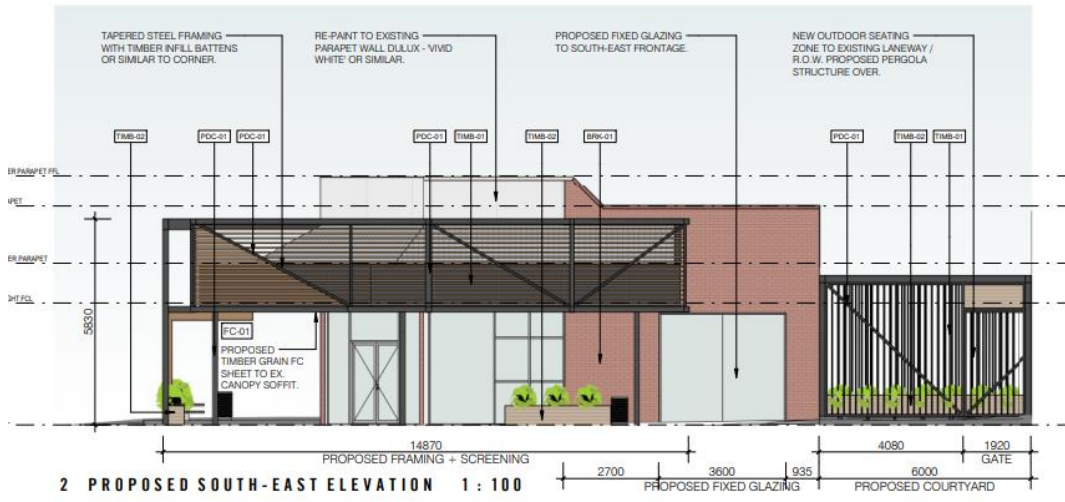 TAPERED STEEL FRAMING
WITH TIMBER INFILL BATTENS
OR SIMILAR TO CORNER.
RE-PAINT TO EXISTING
PARAPET WALL DULUX - 'VIVID
WHITE' OR SIMILAR.
PROPOSED FIXED GLAZING
TO SOUTH-EAST FRONTAGE.
NEW OUTDOOR SEATING
ZONE TO EXISTING LANEWAY /
R.O.W. PROPOSED PERGOLA
STRUCTURE OVER.
TIMB-02
PDC-01
PDC-01
PDC-01
TIMB-01
TIMB-02
BRK-01
PDC-01
TIMB-02
TIMB-01
ER PARAPET FFL
APET
ER PARAPET
GHT FCL
5830
FC-01
PROPOSED
TIMBER GRAIN FC
SHEET TO EX.
CANOPY SOFFIT.
14870
PROPOSED FRAMING + SCREENING
4080
1920
GATE
2700
3600
935
6000
PROPOSED FIXED GLAZING
PROPOSED COURTYARD
2 PROPOSED SOUTH-EAST ELEVATION 1 : 100